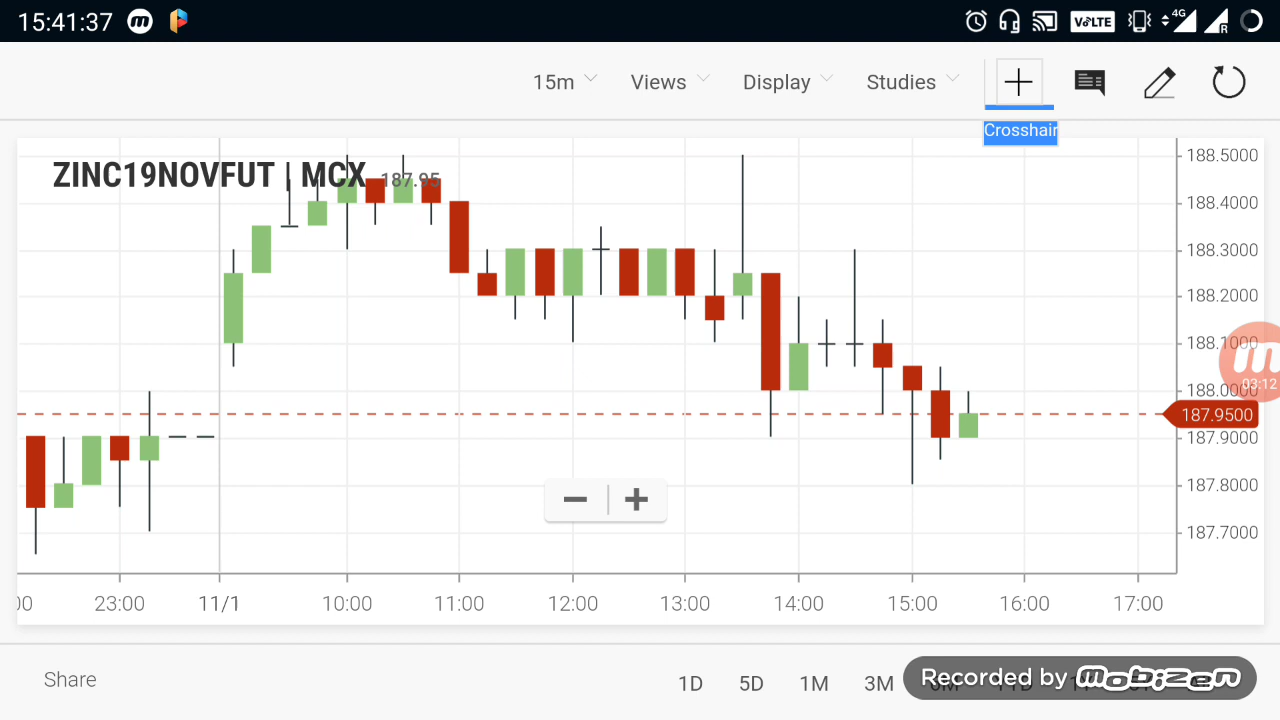 15:41:37
4G
VoLTE
R
15m Views Display Studies
Crosshair
ZINC19NOVFUT | MCX 187.95
188.5000
188.4000
188.3000
188.2000
188.1000
188.0000
03:12
187.9500
187.9000
187.8000
187.7000
00 23:00 11/1 10:00 11:00 12:00 13:00 14:00 15:00 16:00 17:00
Share 1D 5D 1M 3M
Recorded by mobizen